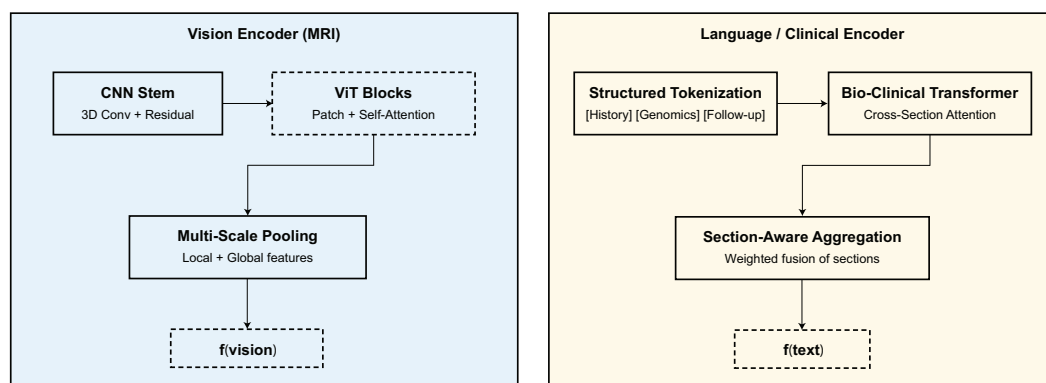 Vision Encoder (MRI)
CNN Stem
3D Conv + Residual
ViT Blocks
Patch + Self-Attention
Multi-Scale Pooling
Local + Global features
f(vision)
Language / Clinical Encoder
Structured Tokenization
[History] [Genomics] [Follow-up]
Bio-Clinical Transformer
Cross-Section Attention
Section-Aware Aggregation
Weighted fusion of sections
f(text)